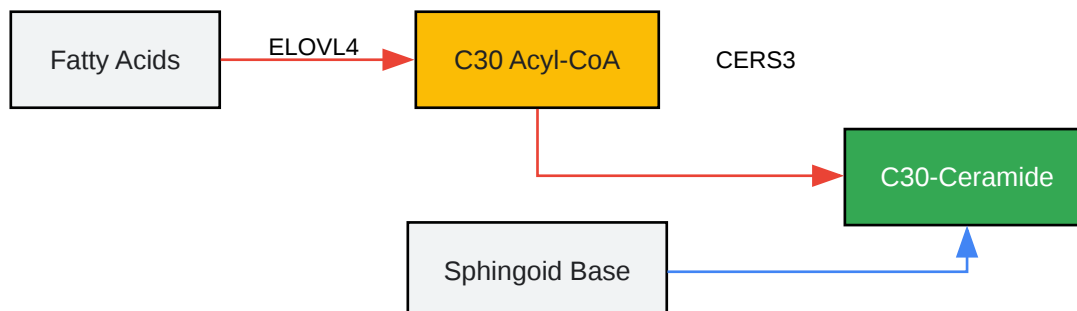 Fatty Acids
ELOVL4
C30 Acyl-CoA
CERS3
C30-Ceramide
Sphingoid Base